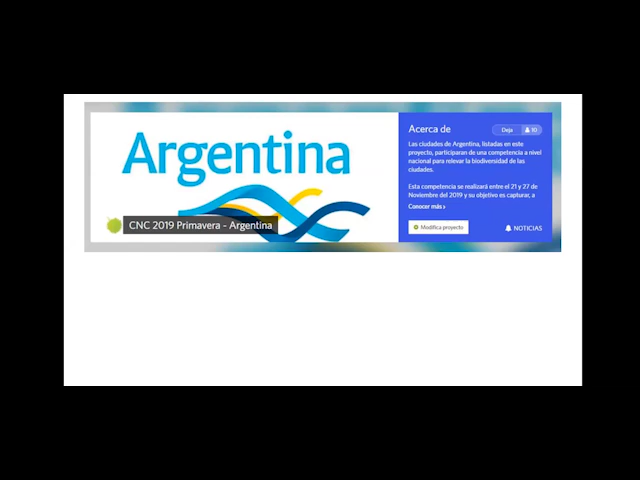 Argentina
CNC 2019 Primavera - Argentina
Acerca de
Deja
10
Las ciudades de Argentina, listadas en este
proyecto, participaran de una competencia a nivel
nacional para relevar la biodiversidad de las
ciudades.
Esta competencia se realizará entre el 21 y 27 de
Noviembre del 2019 y su objetivo es capturar, a
Conocer más ›
Modifica proyecto
NOTICIAS